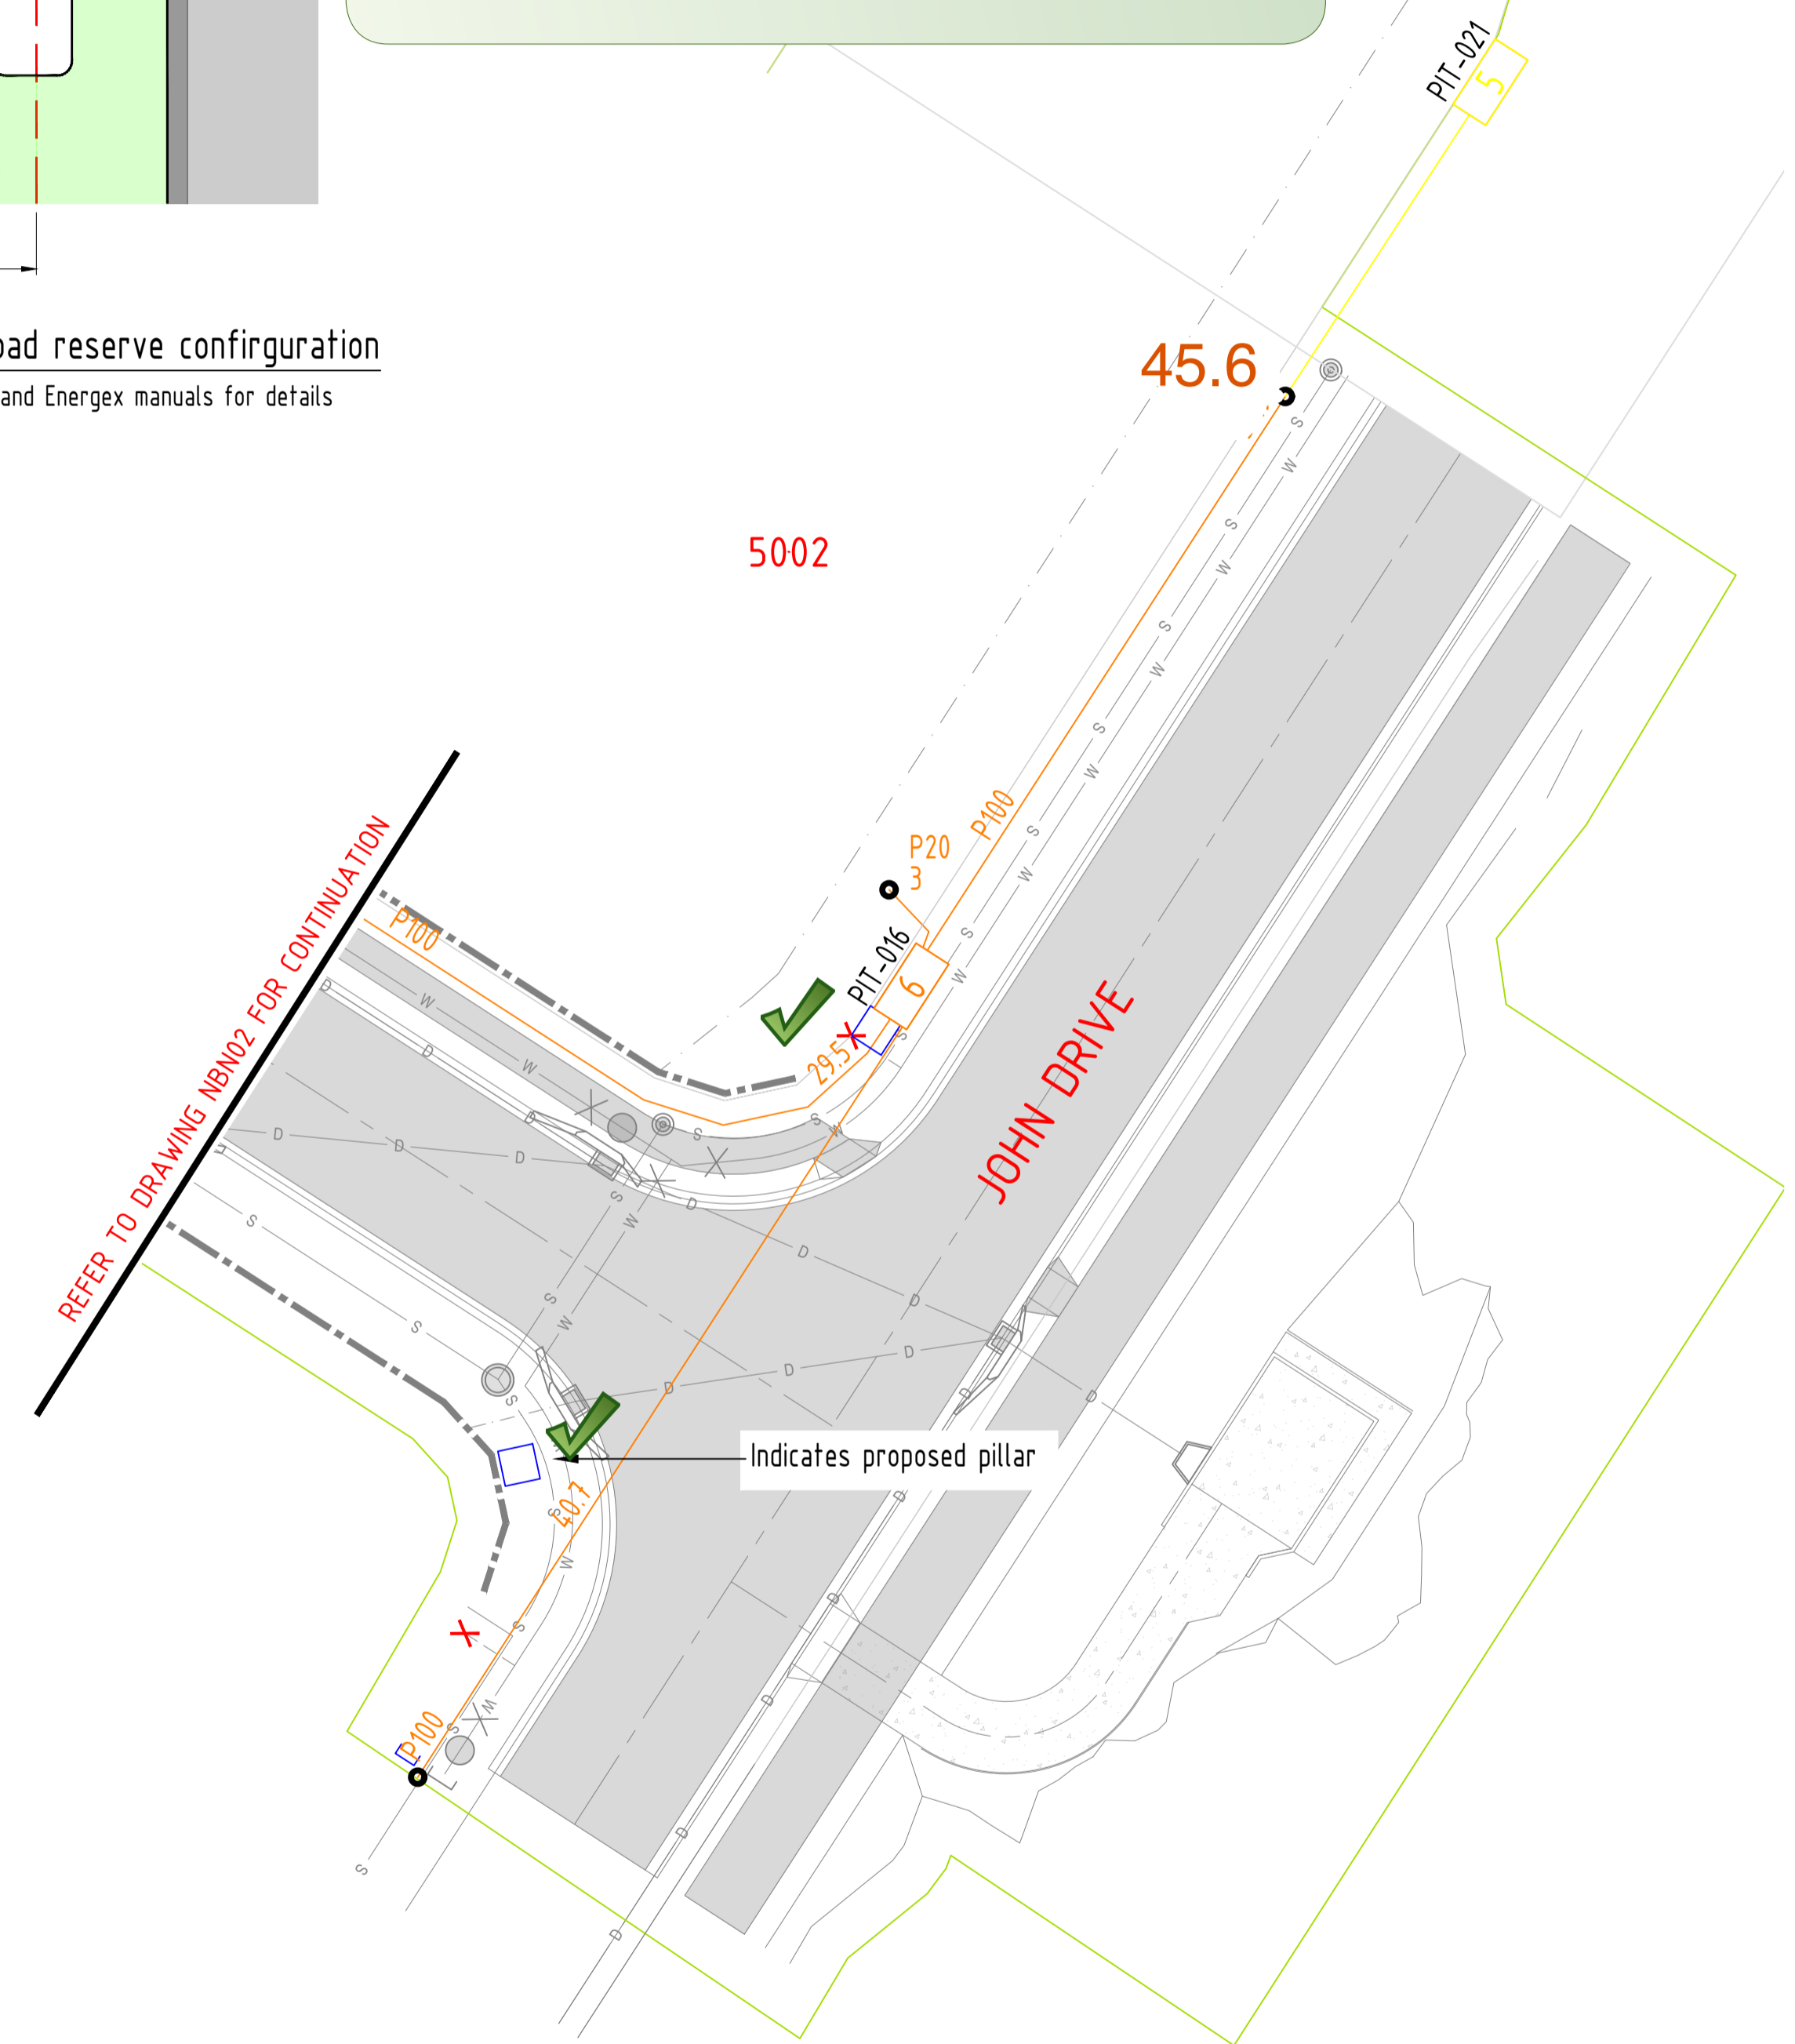 PIT-021
5
oad reserve confirguration
and Energex manuals for details
45.6
S
W
S
W
S
W
S
W
S
W
S
W
5002
P100
P20
3
REFER TO DRAWING NBN02 FOR CONTINUATION
P100
PIT-016
6
29.5
JOHN DRIVE
D
W
D
W
D
S
S
W
S
D
D
D
D
S
W
D
D
S
S
W
S
D
D
D
D
D
S
Indicates proposed pillar
40.7
S
W
D
D
S
W
S
D
P100
D
S
D